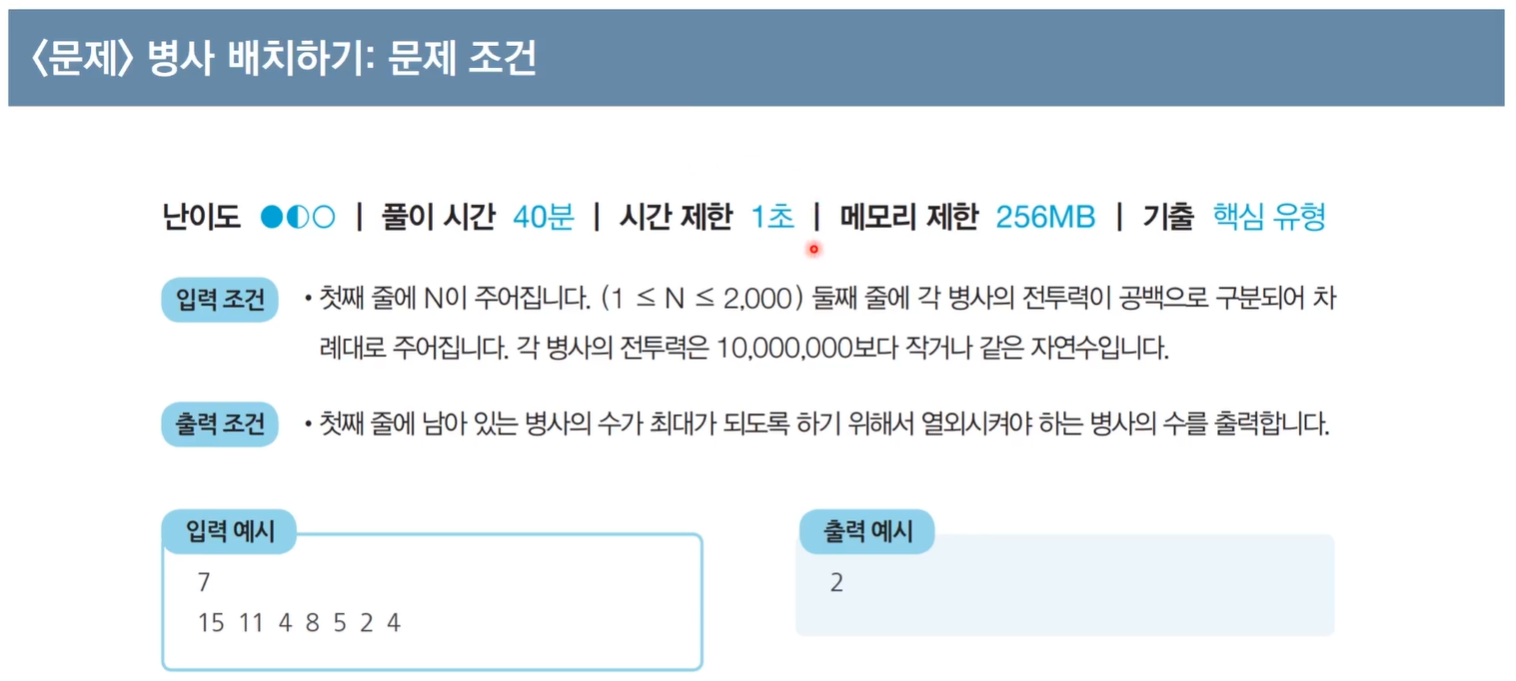 〈문제〉 병사 배치하기: 문제 조건
난이도 ●◐○ | 풀이 시간 40분 | 시간 제한 1초 | 메모리 제한 256MB | 기출 핵심 유형
입력 조건 • 첫째 줄에 N이 주어집니다. (1 ≤ N ≤ 2,000) 둘째 줄에 각 병사의 전투력이 공백으로 구분되어 차
례대로 주어집니다. 각 병사의 전투력은 10,000,000보다 작거나 같은 자연수입니다.
출력 조건 • 첫째 줄에 남아 있는 병사의 수가 최대가 되도록 하기 위해서 열외시켜야 하는 병사의 수를 출력합니다.
입력 예시
7
15 11 4 8 5 2 4
출력 예시
2